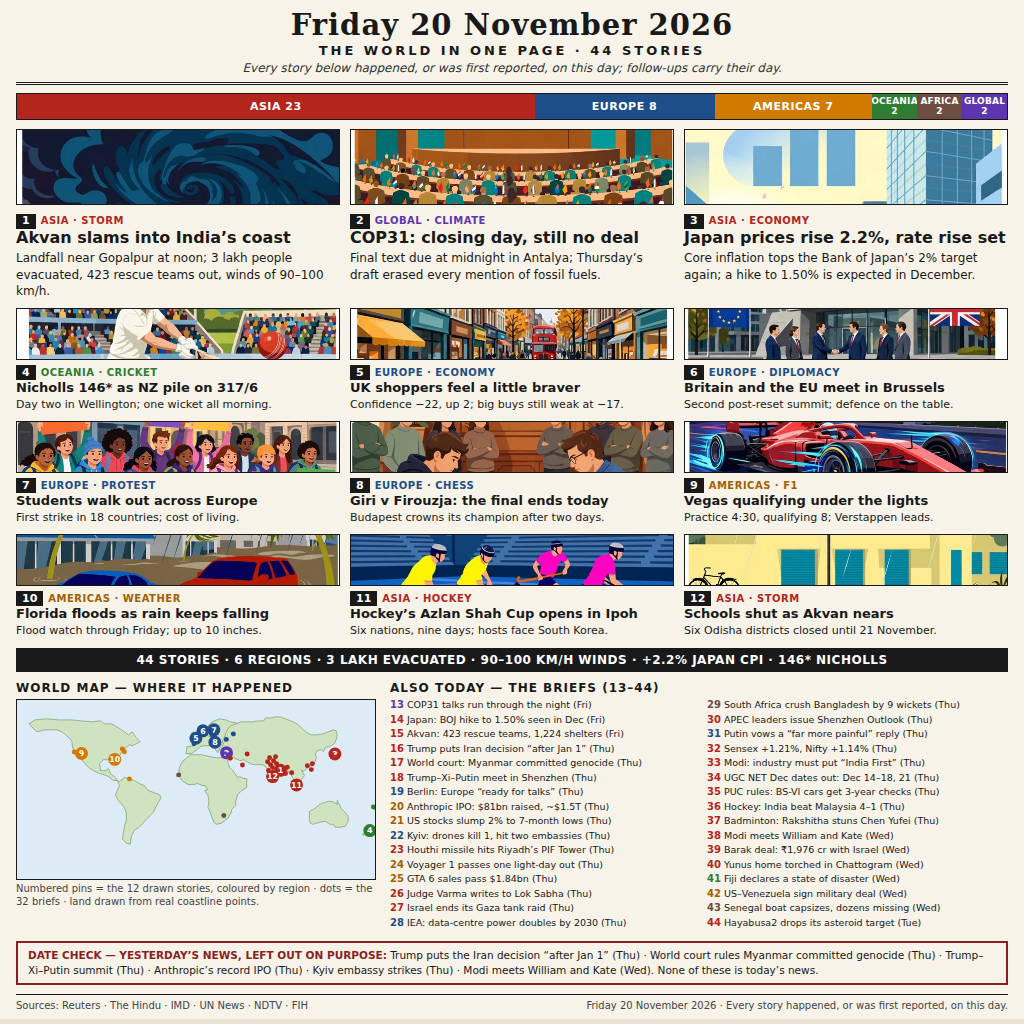 Friday 20 November 2026
THE WORLD IN ONE PAGE · 44 STORIES
Every story below happened, or was first reported, on this day; follow-ups carry their day.
ASIA 23
EUROPE 8
AMERICAS 7
OCEANIA 2
AFRICA 2
GLOBAL 2
1 ASIA · STORM
Akvan slams into India’s coast
Landfall near Gopalpur at noon; 3 lakh people
evacuated, 423 rescue teams out, winds of 90–100
km/h.
2 GLOBAL · CLIMATE
COP31: closing day, still no deal
Final text due at midnight in Antalya; Thursday’s
draft erased every mention of fossil fuels.
3 ASIA · ECONOMY
Japan prices rise 2.2%, rate rise set
Core inflation tops the Bank of Japan’s 2% target
again; a hike to 1.50% is expected in December.
4 OCEANIA · CRICKET
Nicholls 146* as NZ pile on 317/6
Day two in Wellington; one wicket all morning.
5 EUROPE · ECONOMY
UK shoppers feel a little braver
Confidence −22, up 2; big buys still weak at −17.
6 EUROPE · DIPLOMACY
Britain and the EU meet in Brussels
Second post-reset summit; defence on the table.
7 EUROPE · PROTEST
Students walk out across Europe
First strike in 18 countries; cost of living.
8 EUROPE · CHESS
Giri v Firouzja: the final ends today
Budapest crowns its champion after two days.
9 AMERICAS · F1
Vegas qualifying under the lights
Practice 4:30, qualifying 8; Verstappen leads.
10 AMERICAS · WEATHER
Florida floods as rain keeps falling
Flood watch through Friday; up to 10 inches.
11 ASIA · HOCKEY
Hockey’s Azlan Shah Cup opens in Ipoh
Six nations, nine days; hosts face South Korea.
12 ASIA · STORM
Schools shut as Akvan nears
Six Odisha districts closed until 21 November.
44 STORIES · 6 REGIONS · 3 LAKH EVACUATED · 90–100 KM/H WINDS · +2.2% JAPAN CPI · 146* NICHOLLS
WORLD MAP — WHERE IT HAPPENED
9
10
5
6
7
8
12
1
11
4
Numbered pins = the 12 drawn stories, coloured by region · dots = the
32 briefs · land drawn from real coastline points.
ALSO TODAY — THE BRIEFS (13–44)
13 COP31 talks run through the night (Fri)
14 Japan: BOJ hike to 1.50% seen in Dec (Fri)
15 Akvan: 423 rescue teams, 1,224 shelters (Fri)
16 Trump puts Iran decision “after Jan 1” (Thu)
17 World court: Myanmar committed genocide (Thu)
18 Trump–Xi–Putin meet in Shenzhen (Thu)
19 Berlin: Europe “ready for talks” (Thu)
20 Anthropic IPO: $81bn raised, ~$1.5T (Thu)
21 US stocks slump 2% to 7-month lows (Thu)
22 Kyiv: drones kill 1, hit two embassies (Thu)
23 Houthi missile hits Riyadh’s PIF Tower (Thu)
24 Voyager 1 passes one light-day out (Thu)
25 GTA 6 sales pass $1.84bn (Thu)
26 Judge Varma writes to Lok Sabha (Thu)
27 Israel ends its Gaza tank raid (Thu)
28 IEA: data-centre power doubles by 2030 (Thu)
29 South Africa crush Bangladesh by 9 wickets (Thu)
30 APEC leaders issue Shenzhen Outlook (Thu)
31 Putin vows a “far more painful” reply (Thu)
32 Sensex +1.21%, Nifty +1.14% (Thu)
33 Modi: industry must put “India First” (Thu)
34 UGC NET Dec dates out: Dec 14–18, 21 (Thu)
35 PUC rules: BS-VI cars get 3-year checks (Thu)
36 Hockey: India beat Malaysia 4–1 (Thu)
37 Badminton: Rakshitha stuns Chen Yufei (Thu)
38 Modi meets William and Kate (Wed)
39 Barak deal: ₹1,976 cr with Israel (Wed)
40 Yunus home torched in Chattogram (Wed)
41 Fiji declares a state of disaster (Wed)
42 US–Venezuela sign military deal (Wed)
43 Senegal boat capsizes, dozens missing (Wed)
44 Hayabusa2 drops its asteroid target (Tue)
DATE CHECK — YESTERDAY’S NEWS, LEFT OUT ON PURPOSE: Trump puts the Iran decision “after Jan 1” (Thu) · World court rules Myanmar committed genocide (Thu) · Trump–
Xi–Putin summit (Thu) · Anthropic’s record IPO (Thu) · Kyiv embassy strikes (Thu) · Modi meets William and Kate (Wed). None of these is today’s news.
Sources: Reuters · The Hindu · IMD · UN News · NDTV · FIH
Friday 20 November 2026 · Every story happened, or was first reported, on this day.